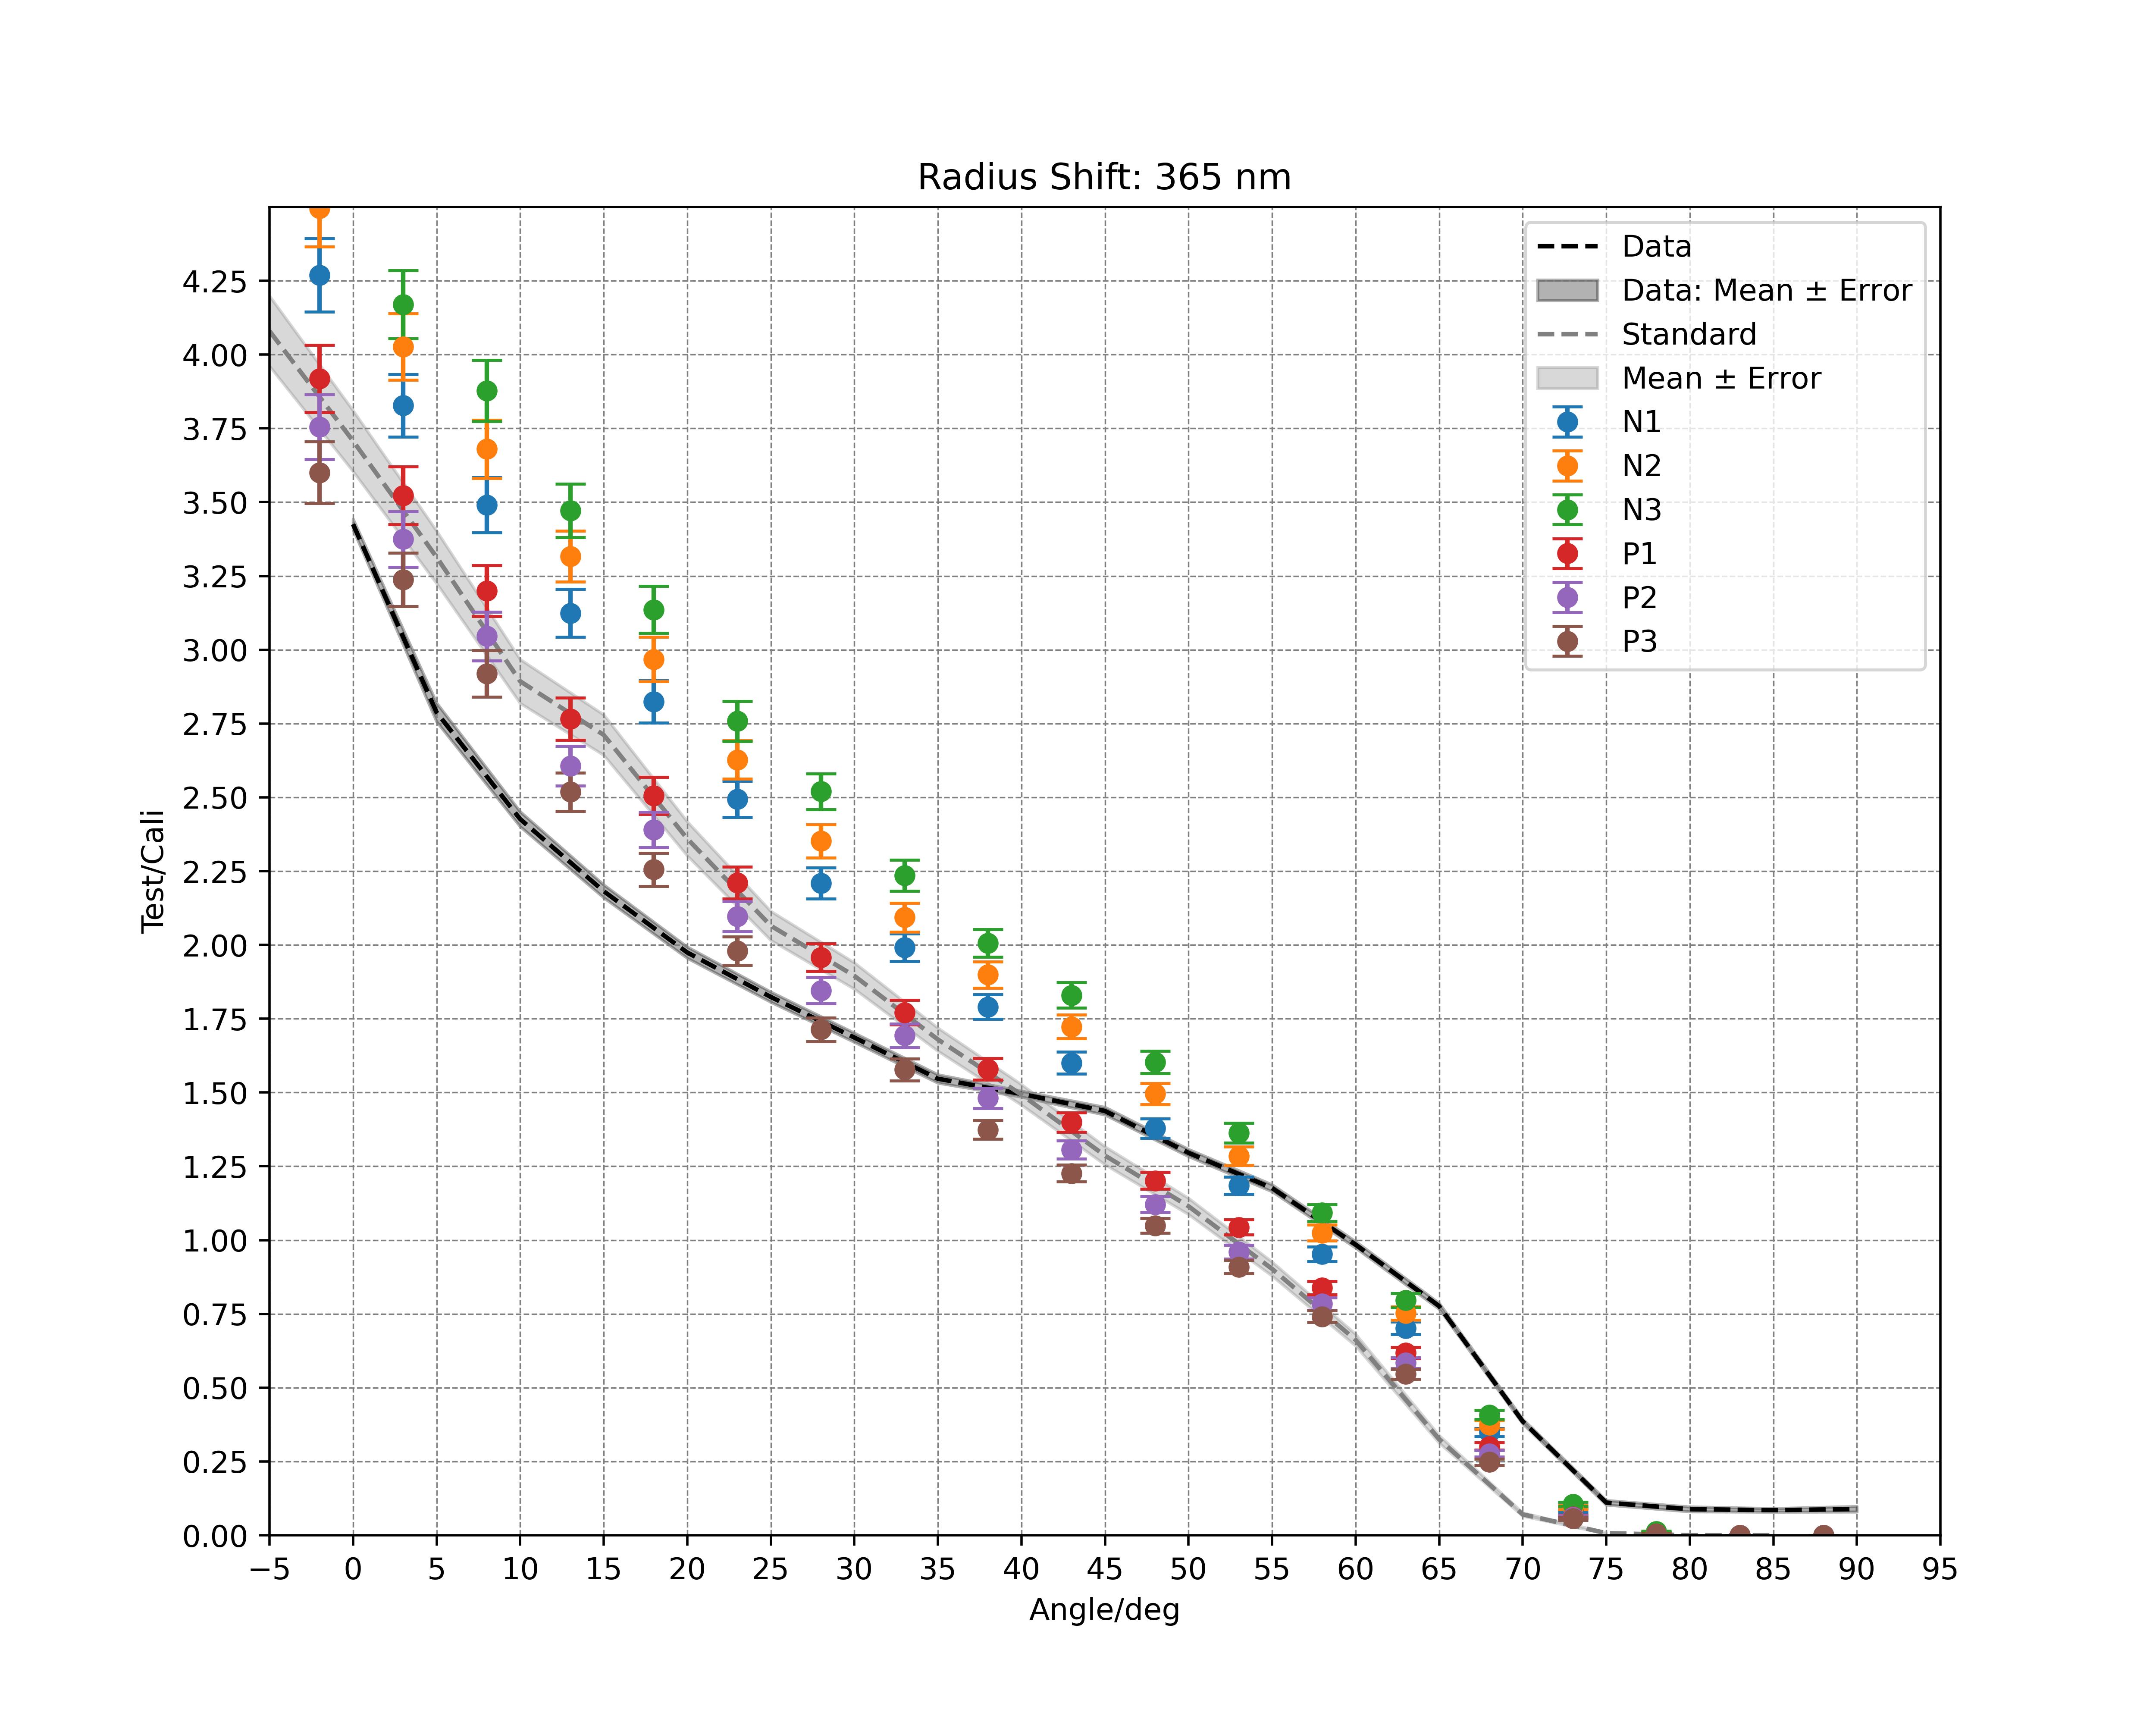 Radius Shift: 365 nm
Test/Cali
4.25
4.00
3.75
3.50
3.25
3.00
2.75
2.50
2.25
2.00
1.75
1.50
1.25
1.00
0.75
0.50
0.25
0.00
−5 0 5 10 15 20 25 30 35 40 45 50 55 60 65 70 75 80 85 90 95
Angle/deg
Data
Data: Mean ± Error
Standard
Mean ± Error
N1
N2
N3
P1
P2
P3